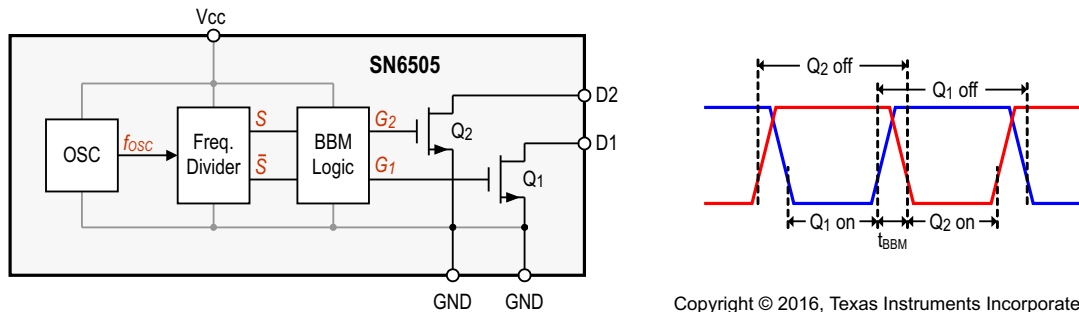 Vcc
SN6505
D2
D1
OSC
fOSC
Freq.
Divider
S
S̅
BBM
Logic
G2
G1
Q2
Q1
GND
GND
Q2 off
Q1 off
Q1 on
tBBM
Q2 on
Copyright © 2016, Texas Instruments Incorporate